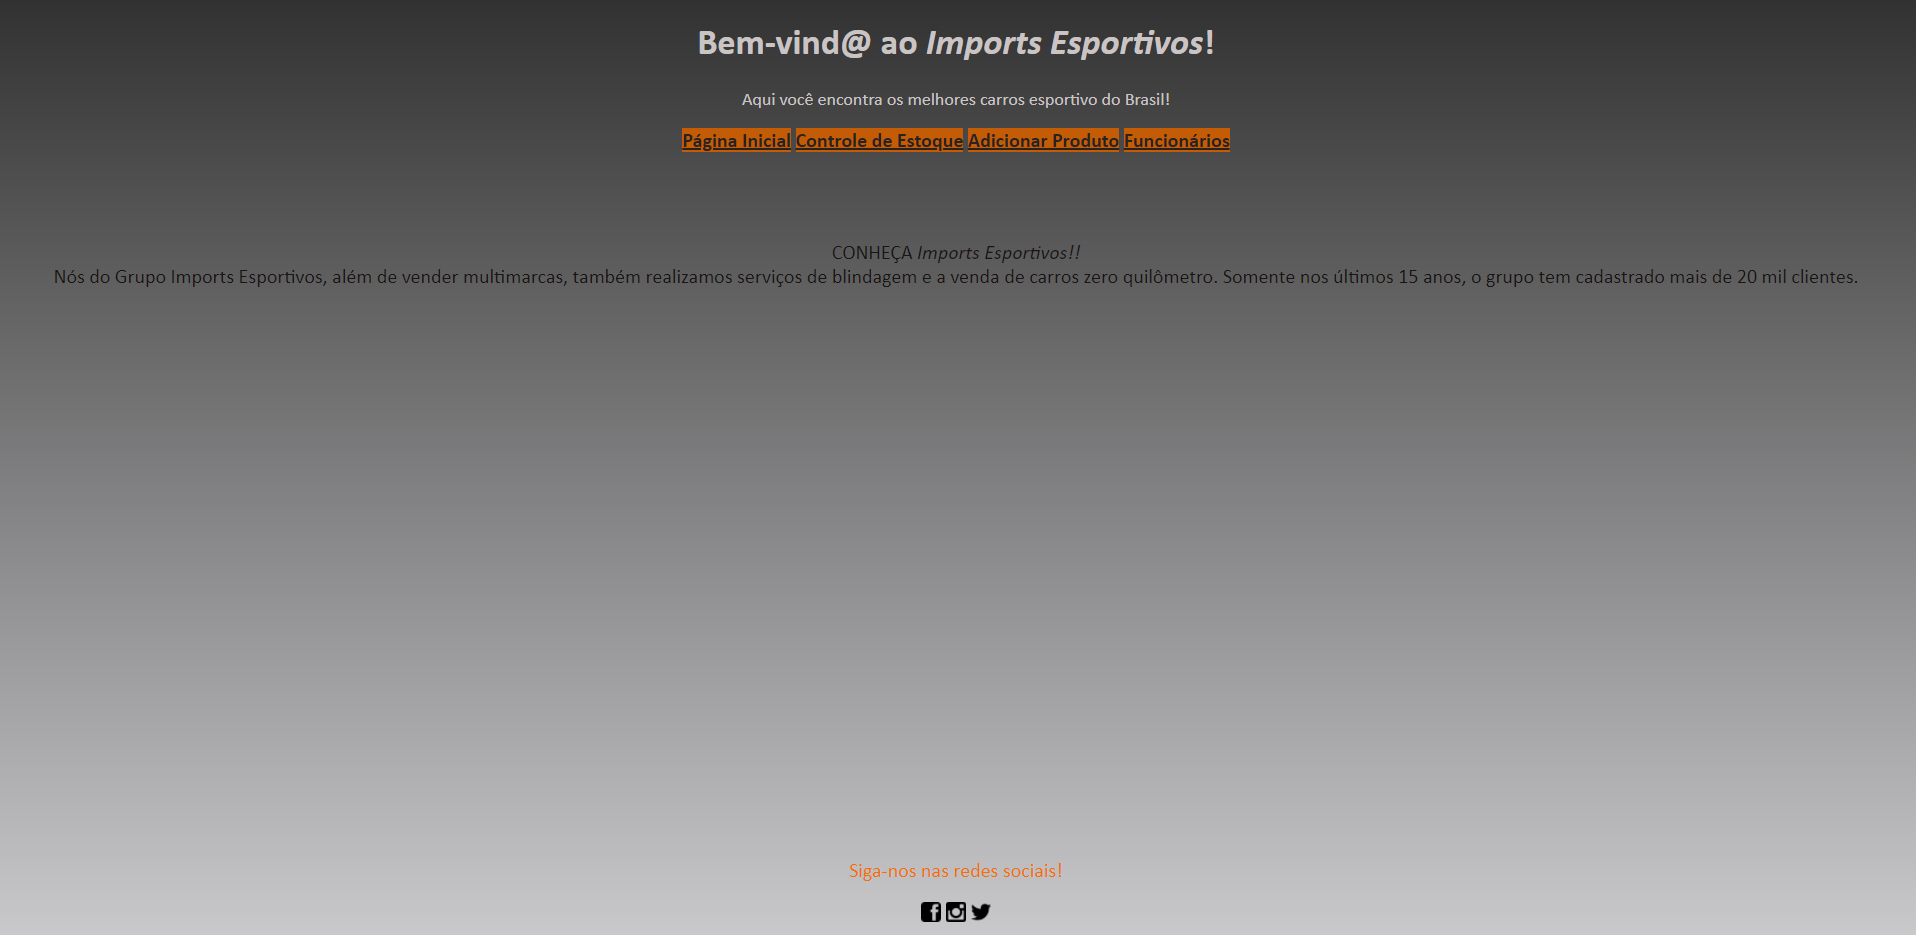 Bem-vind@ ao Imports Esportivos!
Aqui você encontra os melhores carros esportivo do Brasil!
Página Inicial Controle de Estoque Adicionar Produto Funcionários
CONHEÇA Imports Esportivos!!
Nós do Grupo Imports Esportivos, além de vender multimarcas, também realizamos serviços de blindagem e a venda de carros zero quilômetro. Somente nos últimos 15 anos, o grupo tem cadastrado mais de 20 mil clientes.
Siga-nos nas redes sociais!